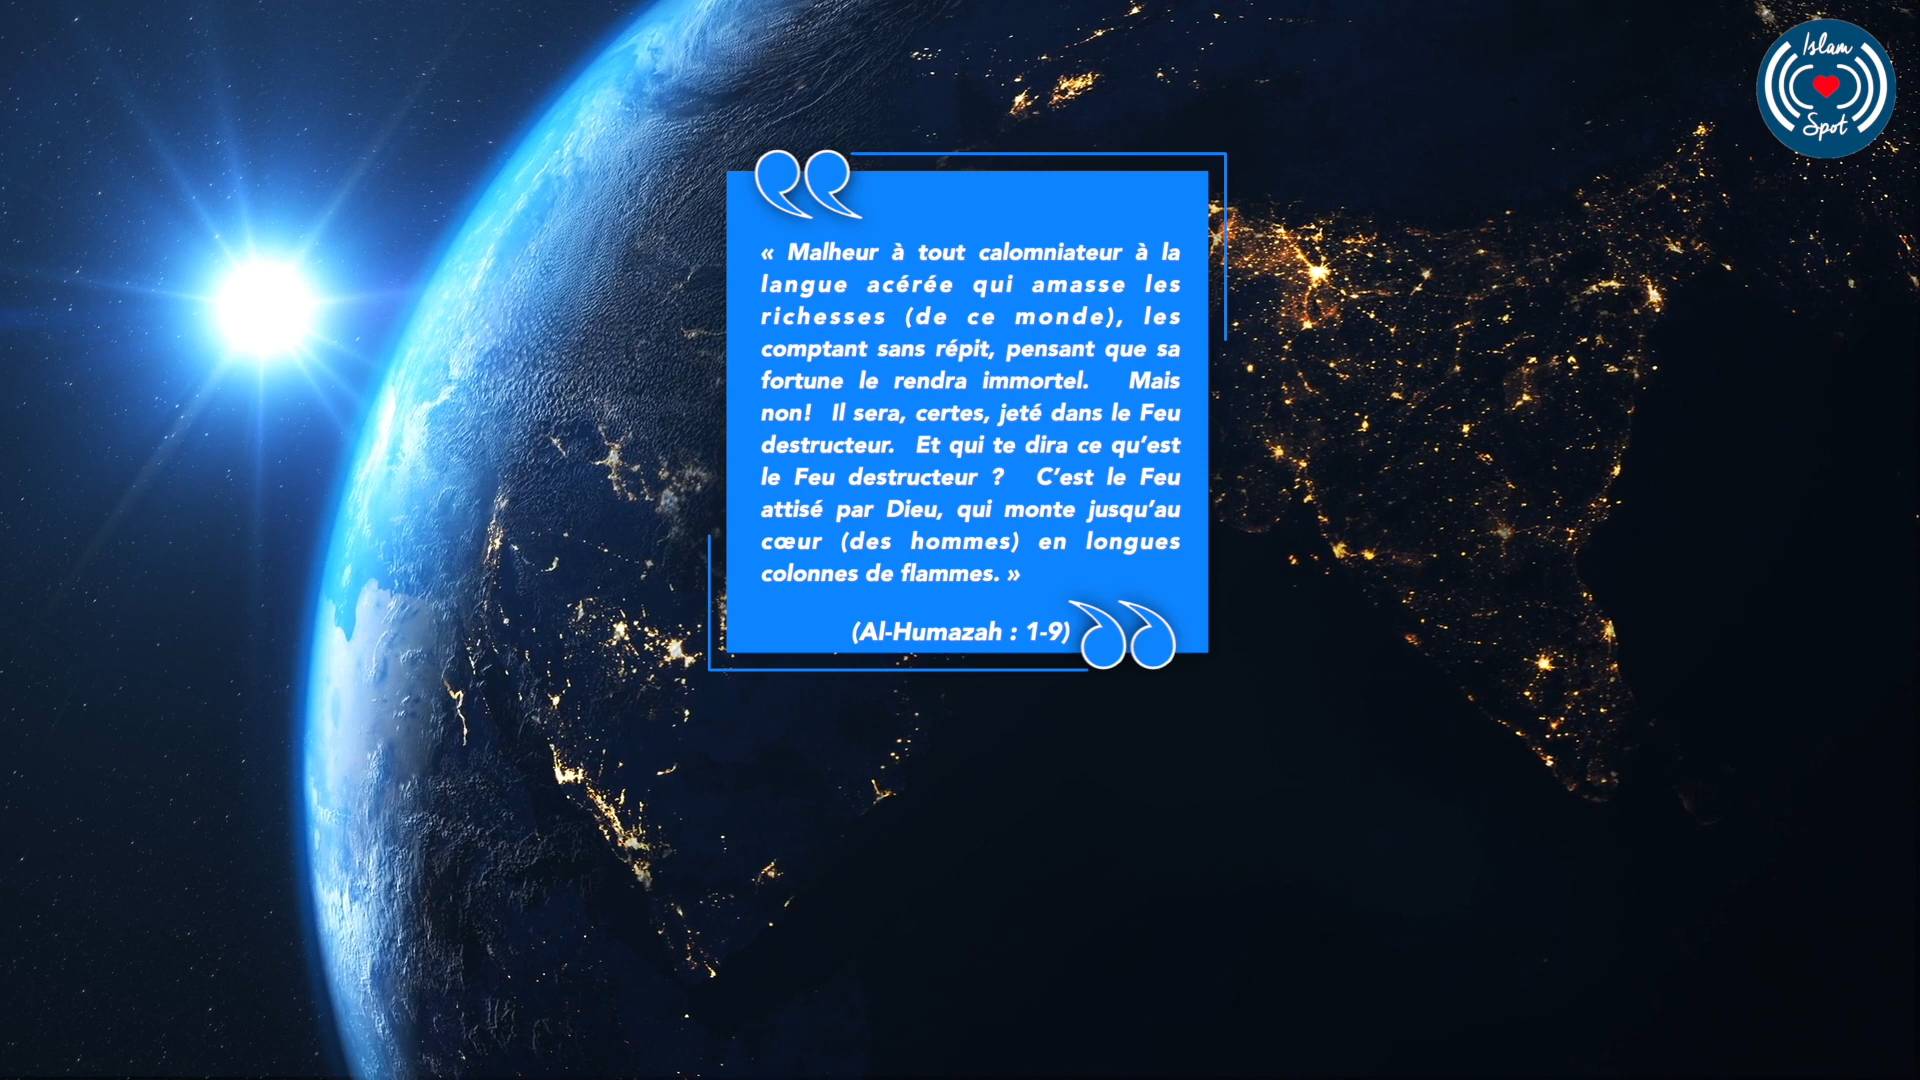 Islam
Spot
« Malheur à tout calomniateur à la
langue acérée qui amasse les
richesses (de ce monde), les
comptant sans répit, pensant que sa
fortune le rendra immortel.  Mais
non!  Il sera, certes, jeté dans le Feu
destructeur.  Et qui te dira ce qu’est
le Feu destructeur ?  C’est le Feu
attisé par Dieu, qui monte jusqu’au
cœur (des hommes) en longues
colonnes de flammes. »
(Al-Humazah : 1-9)